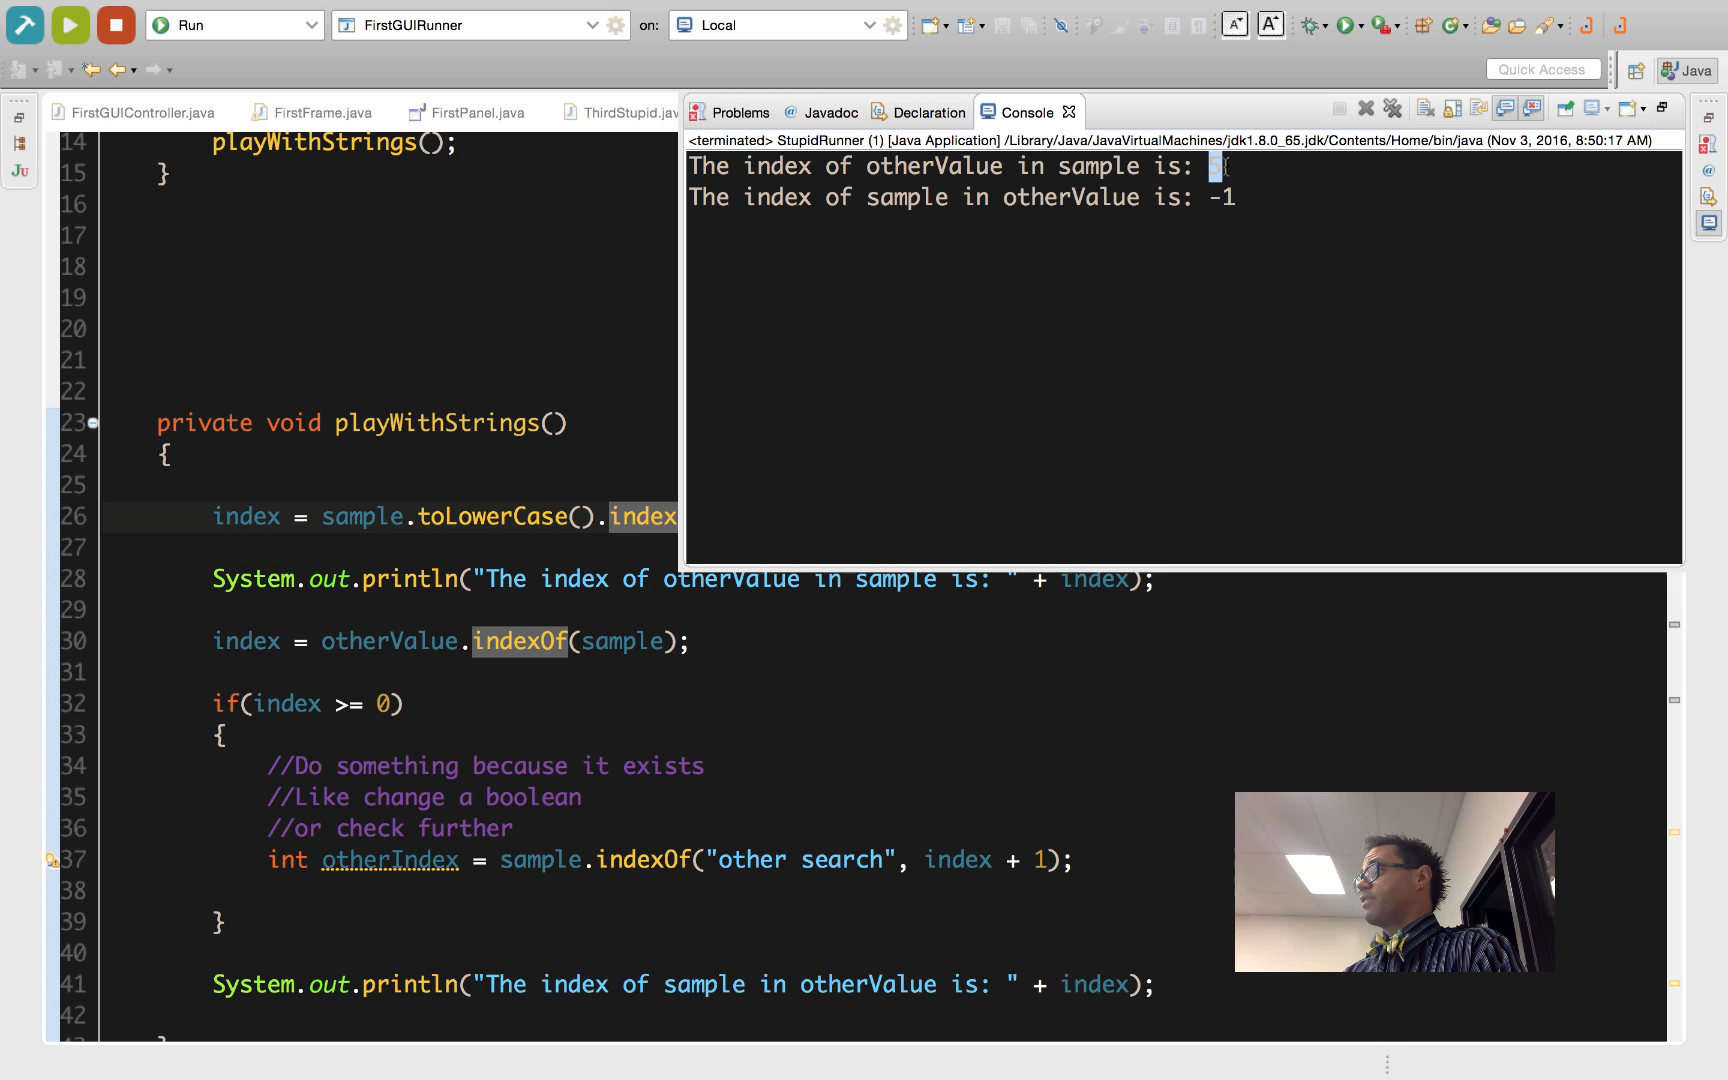 Run
FirstGUIRunner
on:
Local
Quick Access
Java
FirstGUIController.java
FirstFrame.java
FirstPanel.java
ThirdStupid.jav
Problems
Javadoc
Declaration
Console
<terminated> StupidRunner (1) [Java Application] /Library/Java/JavaVirtualMachines/jdk1.8.0_65.jdk/Contents/Home/bin/java (Nov 3, 2016, 8:50:17 AM)
The index of otherValue in sample is: 5
The index of sample in otherValue is: -1
14 playWithStrings();
15 }
16
17
18
19
20
21
22
23 private void playWithStrings()
24 {
25
26 index = sample.toLowerCase().index
27
28 System.out.println("The index of otherValue in sample is: " + index);
29
30 index = otherValue.indexOf(sample);
31
32 if(index >= 0)
33 {
34 //Do something because it exists
35 //Like change a boolean
36 //or check further
37 int otherIndex = sample.indexOf("other search", index + 1);
38
39 }
40
41 System.out.println("The index of sample in otherValue is: " + index);
42